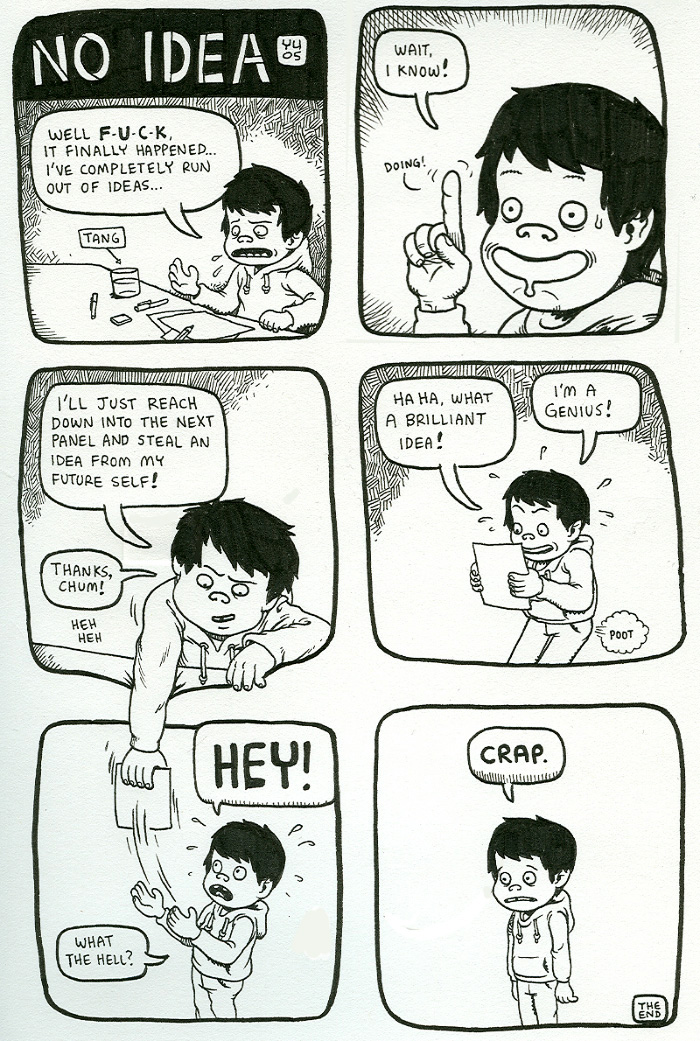 NO IDEA
YU
05
WELL F-U-C-K,
IT FINALLY HAPPENED...
I'VE COMPLETELY RUN
OUT OF IDEAS...
TANG
WAIT,
I KNOW!
DOING!
I'LL JUST REACH
DOWN INTO THE NEXT
PANEL AND STEAL AN
IDEA FROM MY
FUTURE SELF!
THANKS,
CHUM!
HEH
HEH
HA HA, WHAT
A BRILLIANT
IDEA!
I'M A
GENIUS!
POOT
HEY!
WHAT
THE HELL?
CRAP.
THE
END